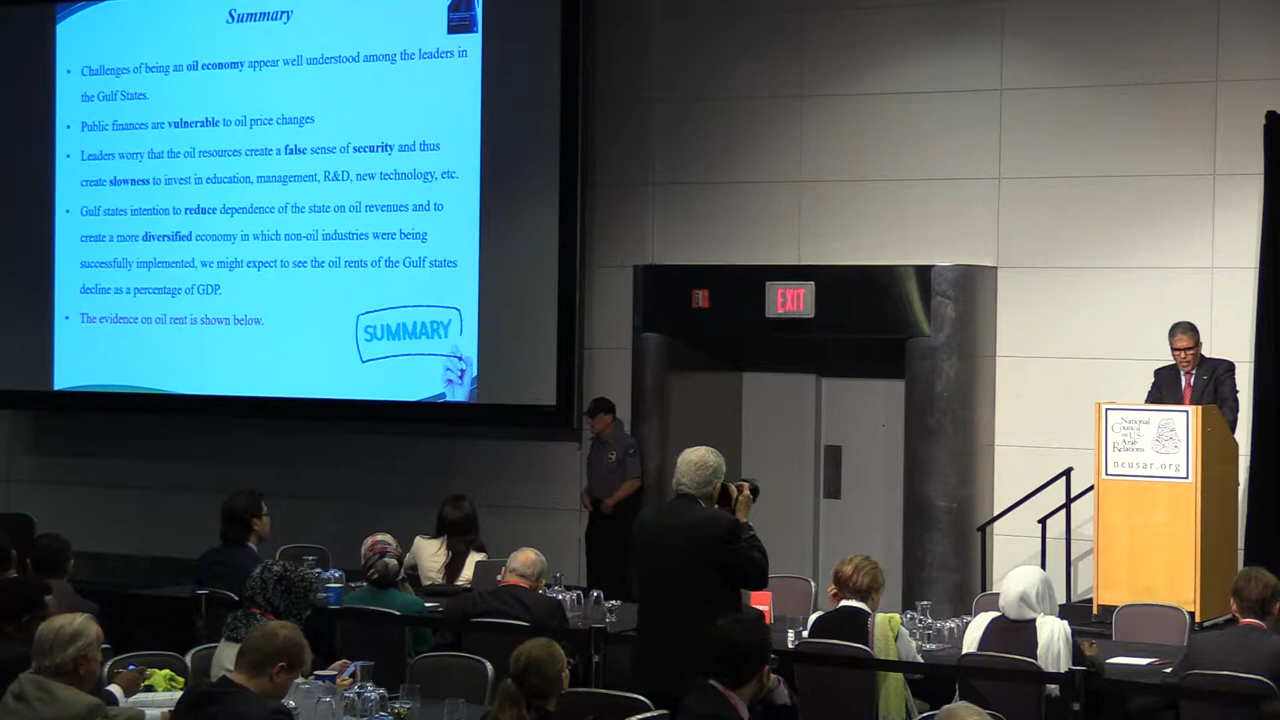 Summary
• Challenges of being an oil economy appear well understood among the leaders in
the Gulf States.
• Public finances are vulnerable to oil price changes
• Leaders worry that the oil resources create a false sense of security and thus
create slowness to invest in education, management, R&D, new technology, etc.
• Gulf states intention to reduce dependence of the state on oil revenues and to
create a more diversified economy in which non-oil industries were being
successfully implemented, we might expect to see the oil rents of the Gulf states
decline as a percentage of GDP.
• The evidence on oil rent is shown below.
SUMMARY
EXIT
National
Council
on US-
Arab
Relations
ncusar.org